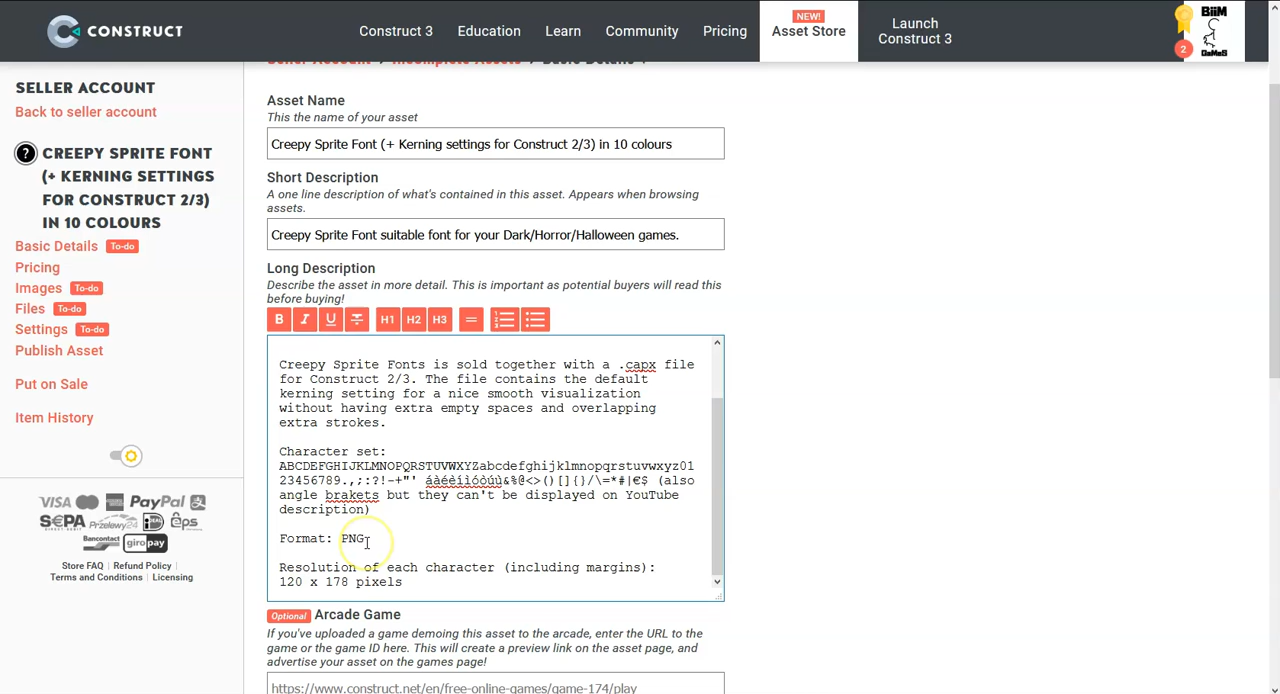 CONSTRUCT
Construct 3
Education
Learn
Community
Pricing
NEW!
Asset Store
Launch
Construct 3
2
BiiM
GaMeS
SELLER ACCOUNT
Back to seller account
? CREEPY SPRITE FONT
(+ KERNING SETTINGS
FOR CONSTRUCT 2/3)
IN 10 COLOURS
Basic Details To-do
Pricing
Images To-do
Files To-do
Settings To-do
Publish Asset
Put on Sale
Item History
VISA PayPal
SEPA Przelewy24 iDEAL eps
Bancontact giropay
Store FAQ | Refund Policy |
Terms and Conditions | Licensing
Seller Account > Incomplete Assets > Basic Details
Asset Name
This the name of your asset
Creepy Sprite Font (+ Kerning settings for Construct 2/3) in 10 colours
Short Description
A one line description of what's contained in this asset. Appears when browsing
assets.
Creepy Sprite Font suitable font for your Dark/Horror/Halloween games.
Long Description
Describe the asset in more detail. This is important as potential buyers will read this
before buying!
B I U T H1 H2 H3 =
Creepy Sprite Fonts is sold together with a .capx file
for Construct 2/3. The file contains the default
kerning setting for a nice smooth visualization
without having extra empty spaces and overlapping
extra strokes.
Character set:
ABCDEFGHIJKLMNOPQRSTUVWXYZabcdefghijklmnopqrstuvwxyz01
23456789.,;:?!-+"' áàéèíìóòúù&%@<>()[]{}/\=*#|€$ (also
angle brakets but they can't be displayed on YouTube
description)
Format: PNG
Resolution of each character (including margins):
120 x 178 pixels
Optional Arcade Game
If you've uploaded a game demoing this asset to the arcade, enter the URL to the
game or the game ID here. This will create a preview link on the asset page, and
advertise your asset on the games page!
https://www.construct.net/en/free-online-games/game-174/play